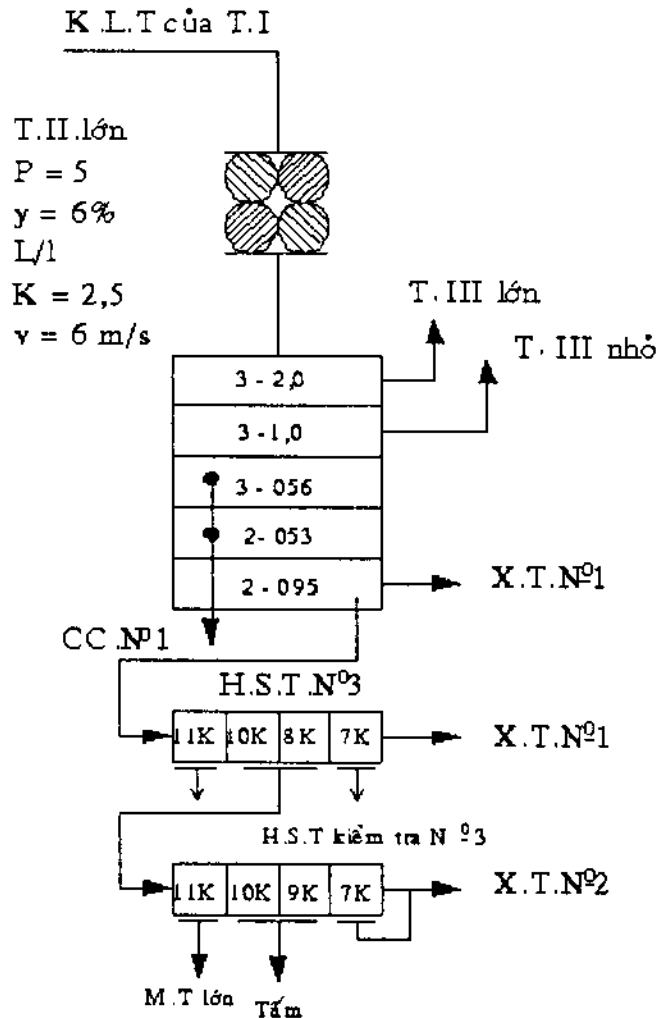 K.L.T của T.I
T.II.lớn
P = 5
y = 6%
L/l
K = 2,5
v = 6 m/s
T.III lớn
T.III nhỏ
3 - 2,0
3 - 1,0
3 - 056
2 - 053
2 - 095
X.T.Nº1
CC.Nº1
H.S.T.Nº3
11K 10K 8K 7K
X.T.Nº1
H.S.T kiểm tra Nº3
11K 10K 9K 7K
X.T.Nº2
M.T lớn
Tấm